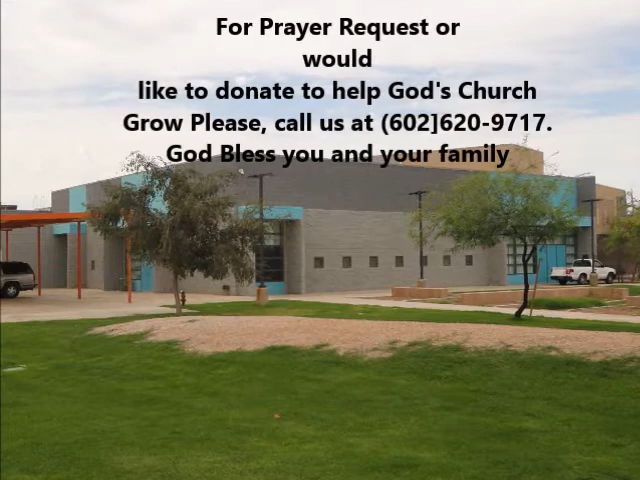 For Prayer Request or
would
like to donate to help God's Church
Grow Please, call us at (602]620-9717.
God Bless you and your family